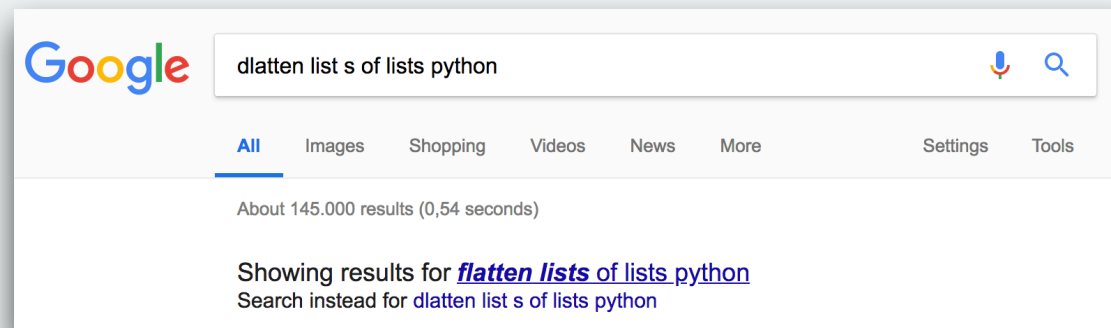 Google dlatten list s of lists python
All Images Shopping Videos News More Settings Tools
About 145.000 results (0,54 seconds)
Showing results for flatten lists of lists python
Search instead for dlatten list s of lists python